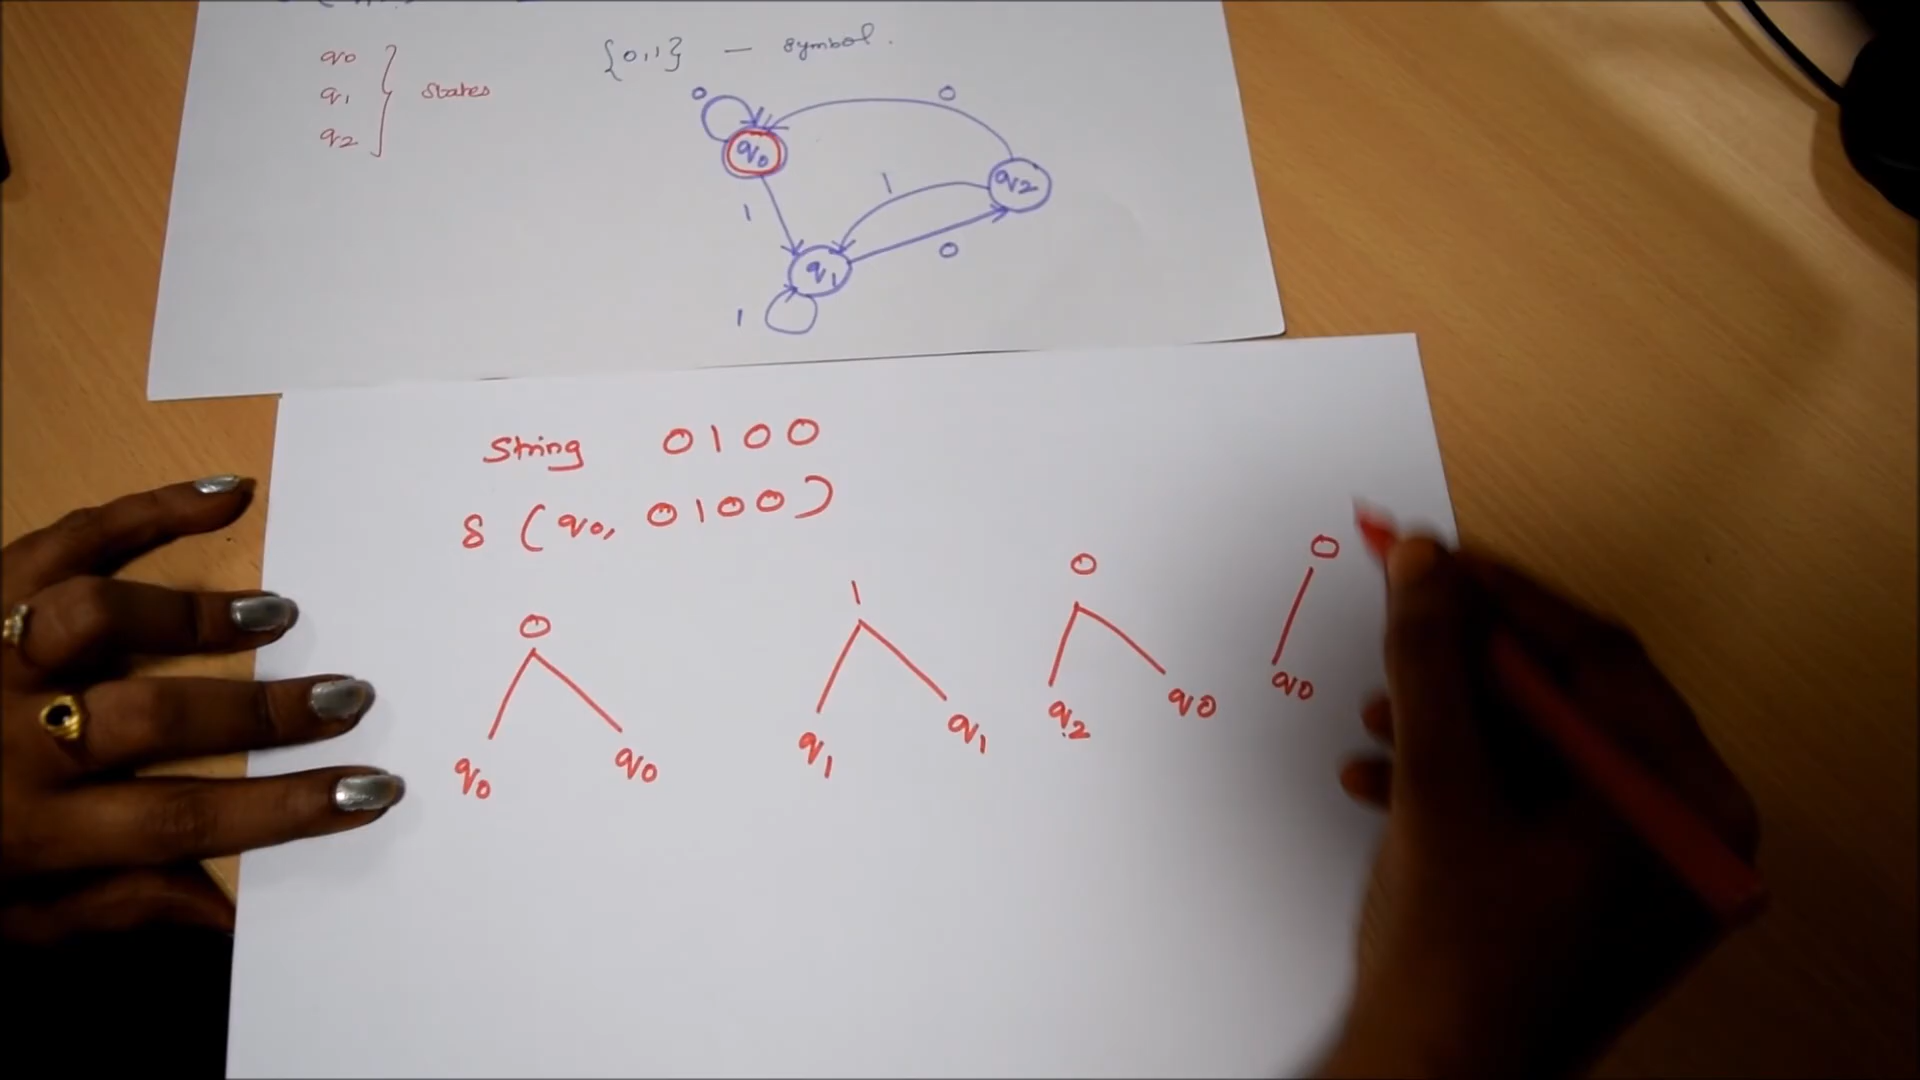 q0
q1 } states
q2
{0,1} — symbol.
0
0
q0
q2
1
1
q1
0
1
String 0100
δ (q0, 0100)
0
1
0
0
q0
q0
q1
q1
q2
q0
q0